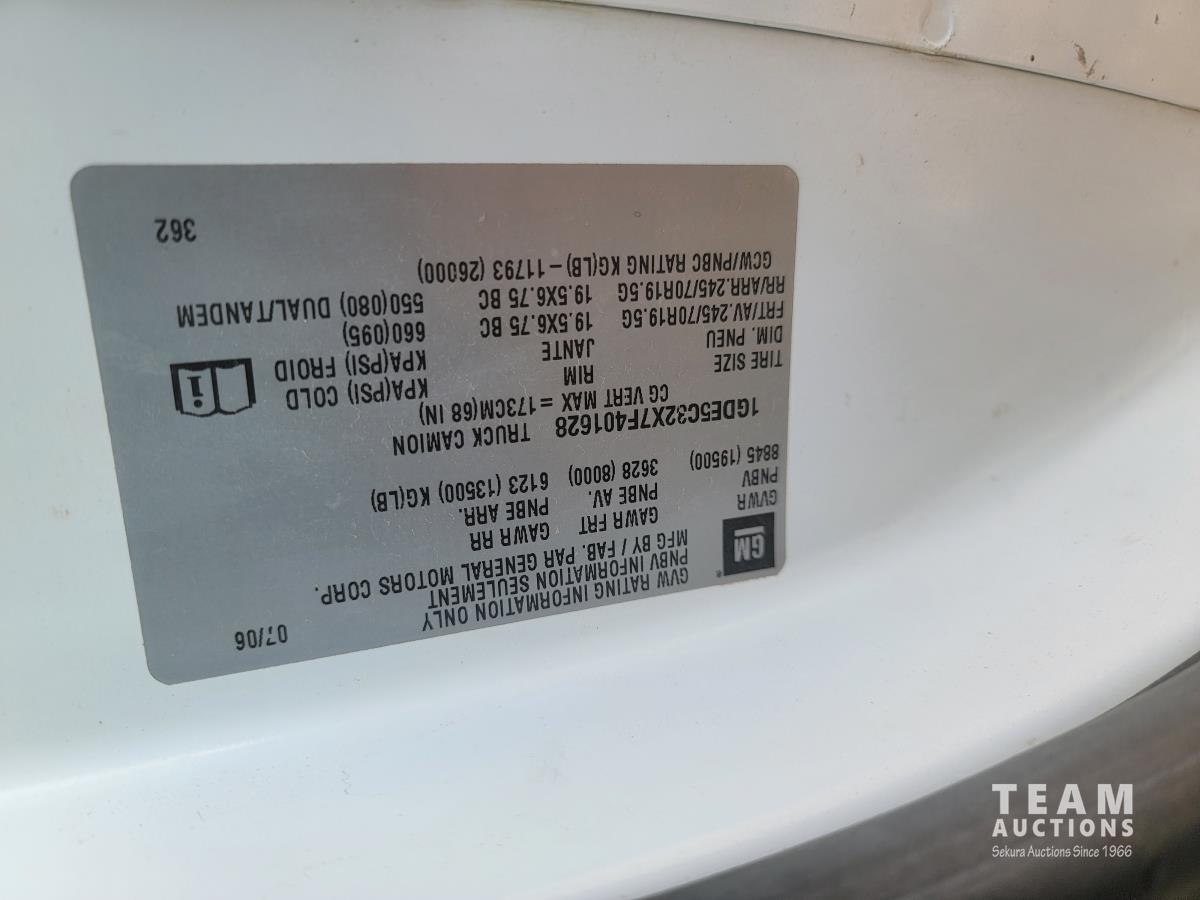 07/06
GVW RATING INFORMATION ONLY
PNBV INFORMATION SEULEMENT
MFG BY / FAB. PAR GENERAL MOTORS CORP.
GM
GVWR GAWR FRT GAWR RR
PNBV PNBE AV. PNBE ARR.
8845 (19500) 3628 (8000) 6123 (13500) KG(LB)
1GDE5C32X7F401628 TRUCK CAMION
CG VERT MAX = 173CM(68 IN)
TIRE SIZE RIM KPA(PSI) COLD
DIM. PNEU JANTE KPA(PSI) FROID
FRT/AV.245/70R19.5G 19.5X6.75 BC 660(095)
RR/ARR.245/70R19.5G 19.5X6.75 BC 550(080) DUAL/TANDEM
GCW/PNBC RATING KG(LB)–11793 (26000)
362
TEAM
AUCTIONS
Sekura Auctions Since 1966